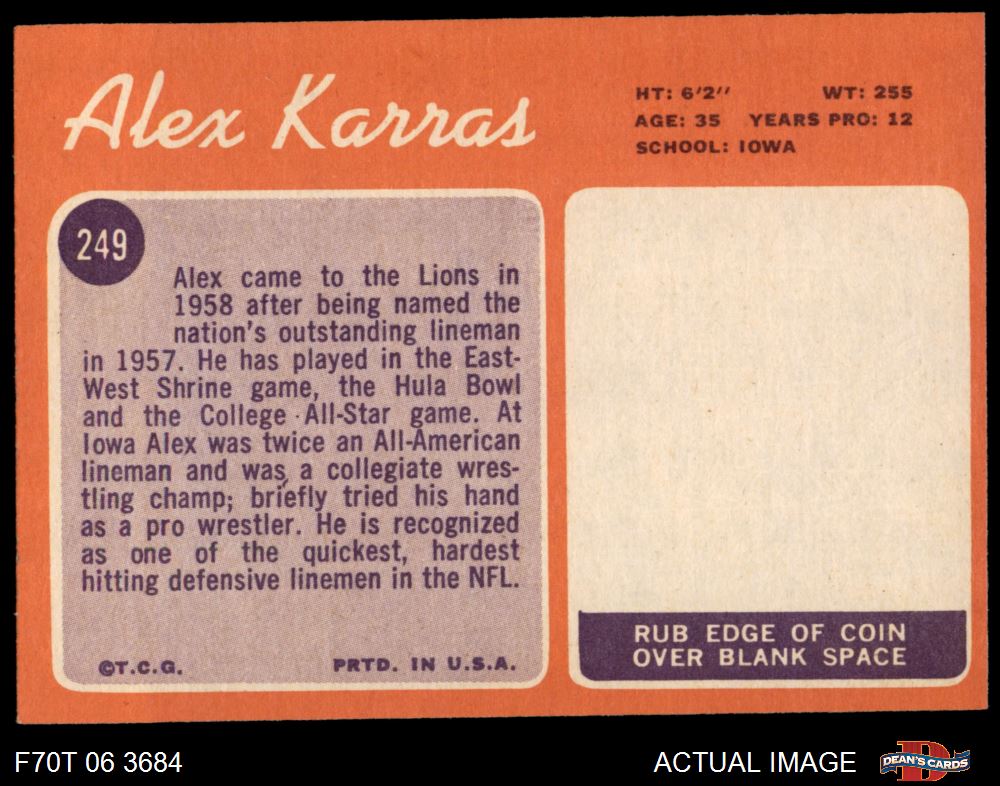 Alex Karras
HT: 6'2" WT: 255
AGE: 35 YEARS PRO: 12
SCHOOL: IOWA
249
Alex came to the Lions in
1958 after being named the
nation's outstanding lineman
in 1957. He has played in the East-
West Shrine game, the Hula Bowl
and the College All-Star game. At
Iowa Alex was twice an All-American
lineman and was a collegiate wres-
tling champ; briefly tried his hand
as a pro wrestler. He is recognized
as one of the quickest, hardest
hitting defensive linemen in the NFL.
©T.C.G. PRTD. IN U.S.A.
RUB EDGE OF COIN
OVER BLANK SPACE
F70T 06 3684 ACTUAL IMAGE DEAN'S CARDS